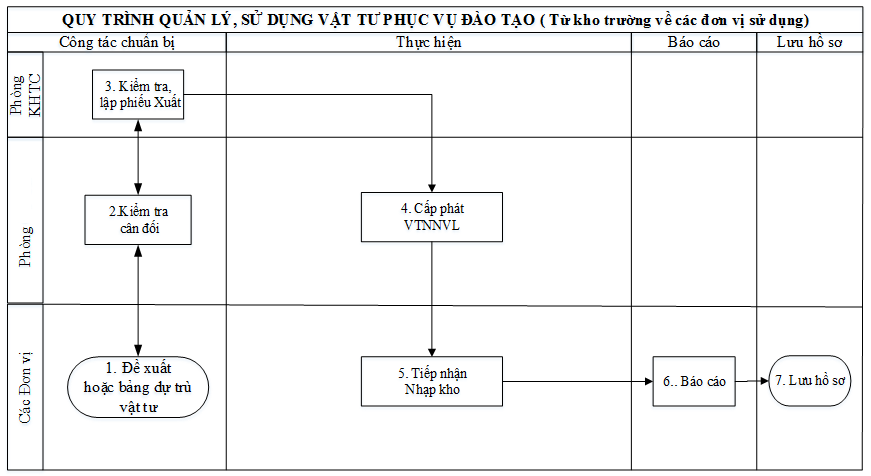 QUY TRÌNH QUẢN LÝ, SỬ DỤNG VẬT TƯ PHỤC VỤ ĐÀO TẠO ( Từ kho trường về các đơn vị sử dụng)
Công tác chuẩn bị
Thực hiện
Báo cáo
Lưu hồ sơ
Phòng
KHTC
3. Kiểm tra,
lập phiếu Xuất
Phòng
2.Kiểm tra
cân đối
4. Cấp phát
VTNNVL
Các Đơn vị
1. Đề xuất
hoặc bảng dự trù
vật tư
5. Tiếp nhận
Nhạp kho
6.. Báo cáo
7. Lưu hồ sơ